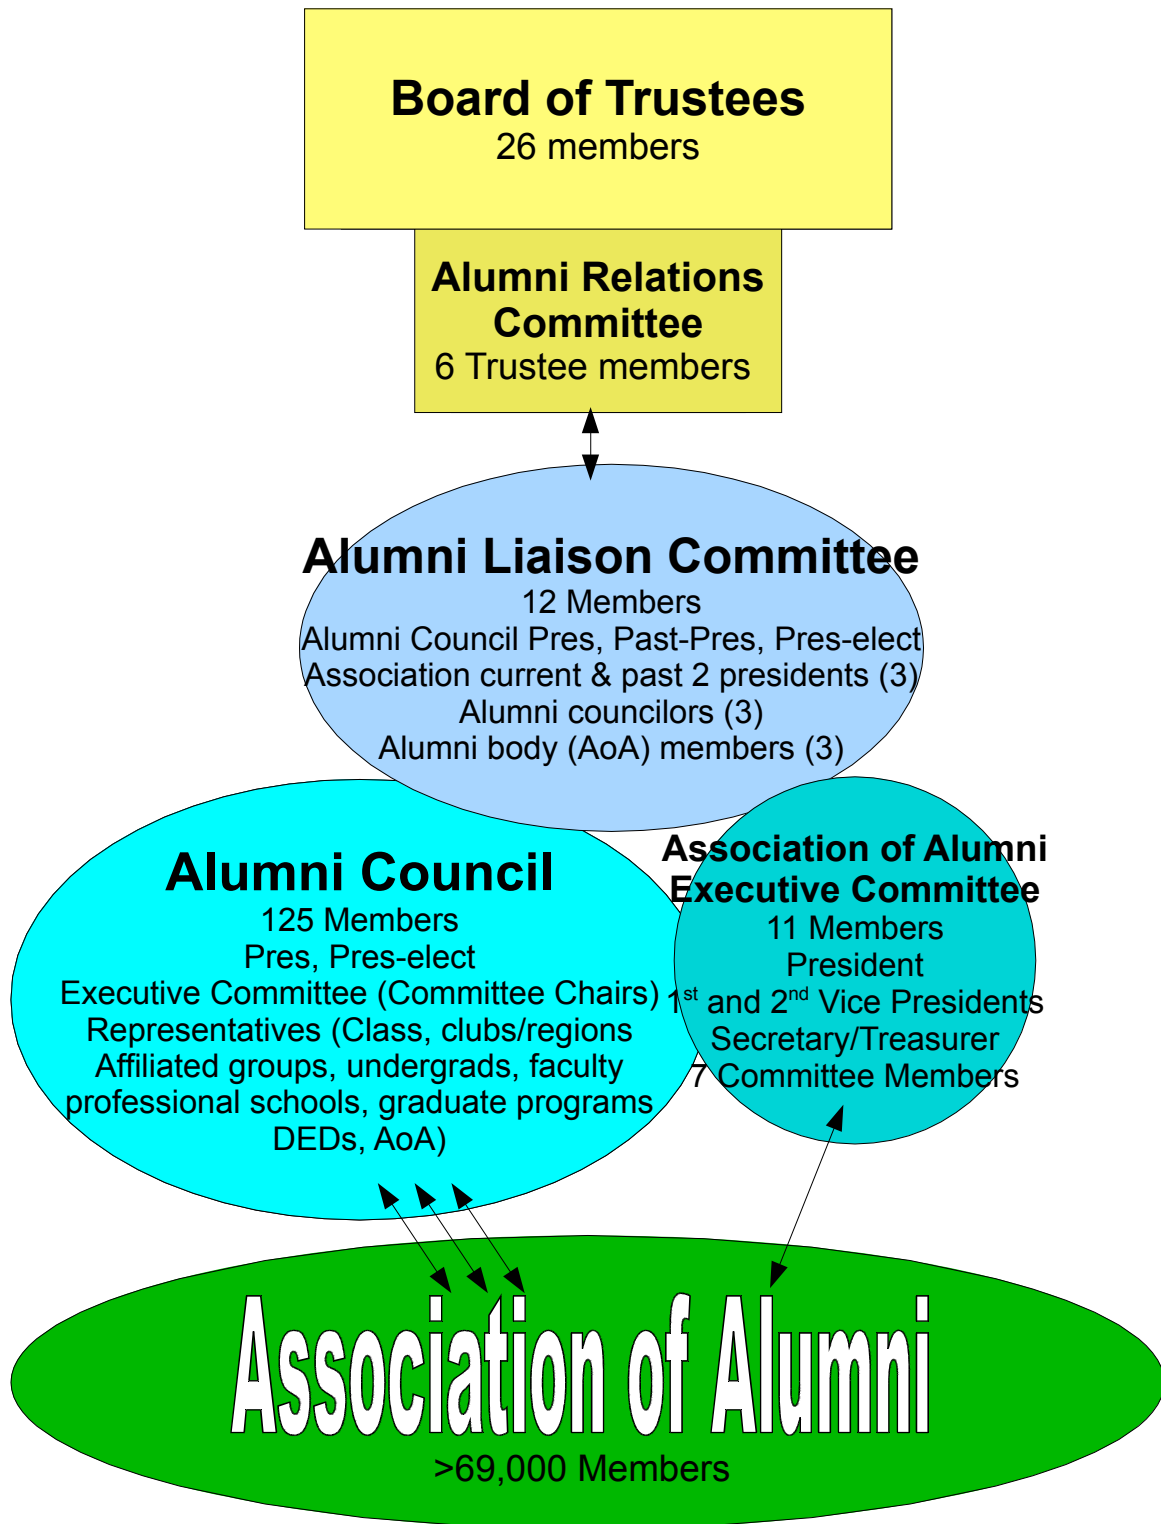 Board of Trustees
26 members
Alumni Relations
Committee
6 Trustee members
Alumni Liaison Committee
12 Members
Alumni Council Pres, Past-Pres, Pres-elect
Association current & past 2 presidents (3)
Alumni councilors (3)
Alumni body (AoA) members (3)
Alumni Council
125 Members
Pres, Pres-elect
Executive Committee (Committee Chairs)
Representatives (Class, clubs/regions
Affiliated groups, undergrads, faculty
professional schools, graduate programs
DEDs, AoA)
Association of Alumni
Executive Committee
11 Members
President
1st and 2nd Vice Presidents
Secretary/Treasurer
7 Committee Members
Association of Alumni
>69,000 Members